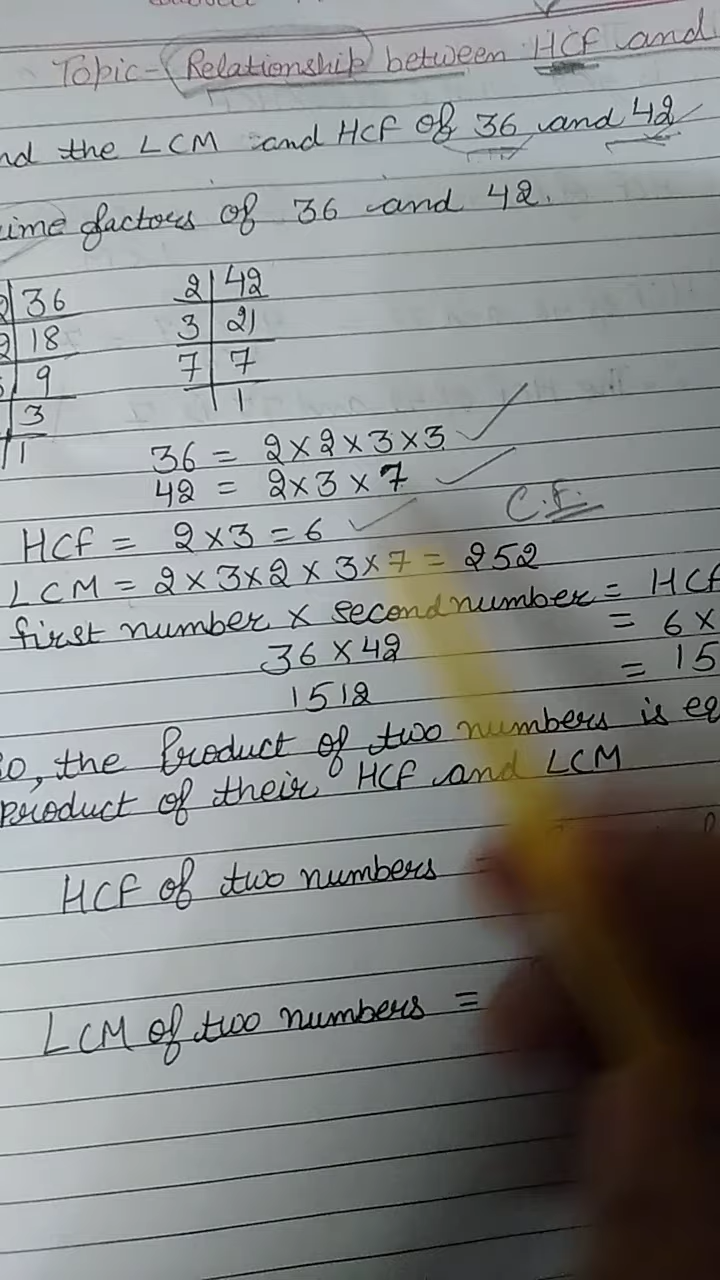 Topic- Relationship between HCF and
nd the LCM and HCF of 36 and 42
ime factors of 36 and 42.
2 36 2 42
2 18 3 21
9 7 7
3 1
1
36 = 2×2×3×3
42 = 2×3×7
C.F.
HCF = 2×3=6
LCM = 2×3×2×3×7 = 252
first number × second number = HCF
36×42 = 6×
1512 = 15
so, the Product of two numbers is eq
Product of their HCF and LCM
HCF of two numbers =
LCM of two numbers =